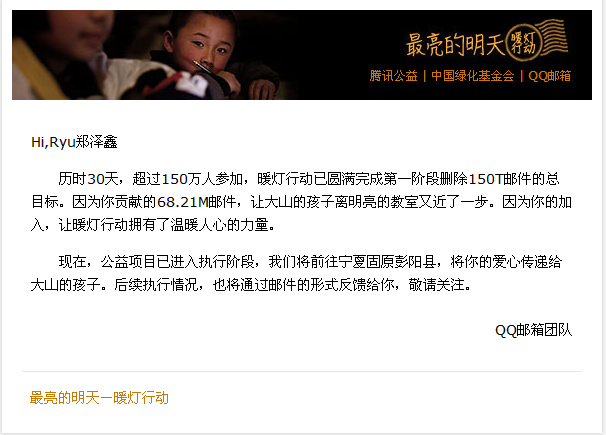 最亮的明天 暖灯行动
腾讯公益 | 中国绿化基金会 | QQ邮箱
Hi,Ryu郑泽鑫
历时30天，超过150万人参加，暖灯行动已圆满完成第一阶段删除150T邮件的总
目标。因为你贡献的68.21M邮件，让大山的孩子离明亮的教室又近了一步。因为你的加
入，让暖灯行动拥有了温暖人心的力量。
现在，公益项目已进入执行阶段，我们将前往宁夏固原彭阳县，将你的爱心传递给
大山的孩子。后续执行情况，也将通过邮件的形式反馈给你，敬请关注。
QQ邮箱团队
最亮的明天—暖灯行动